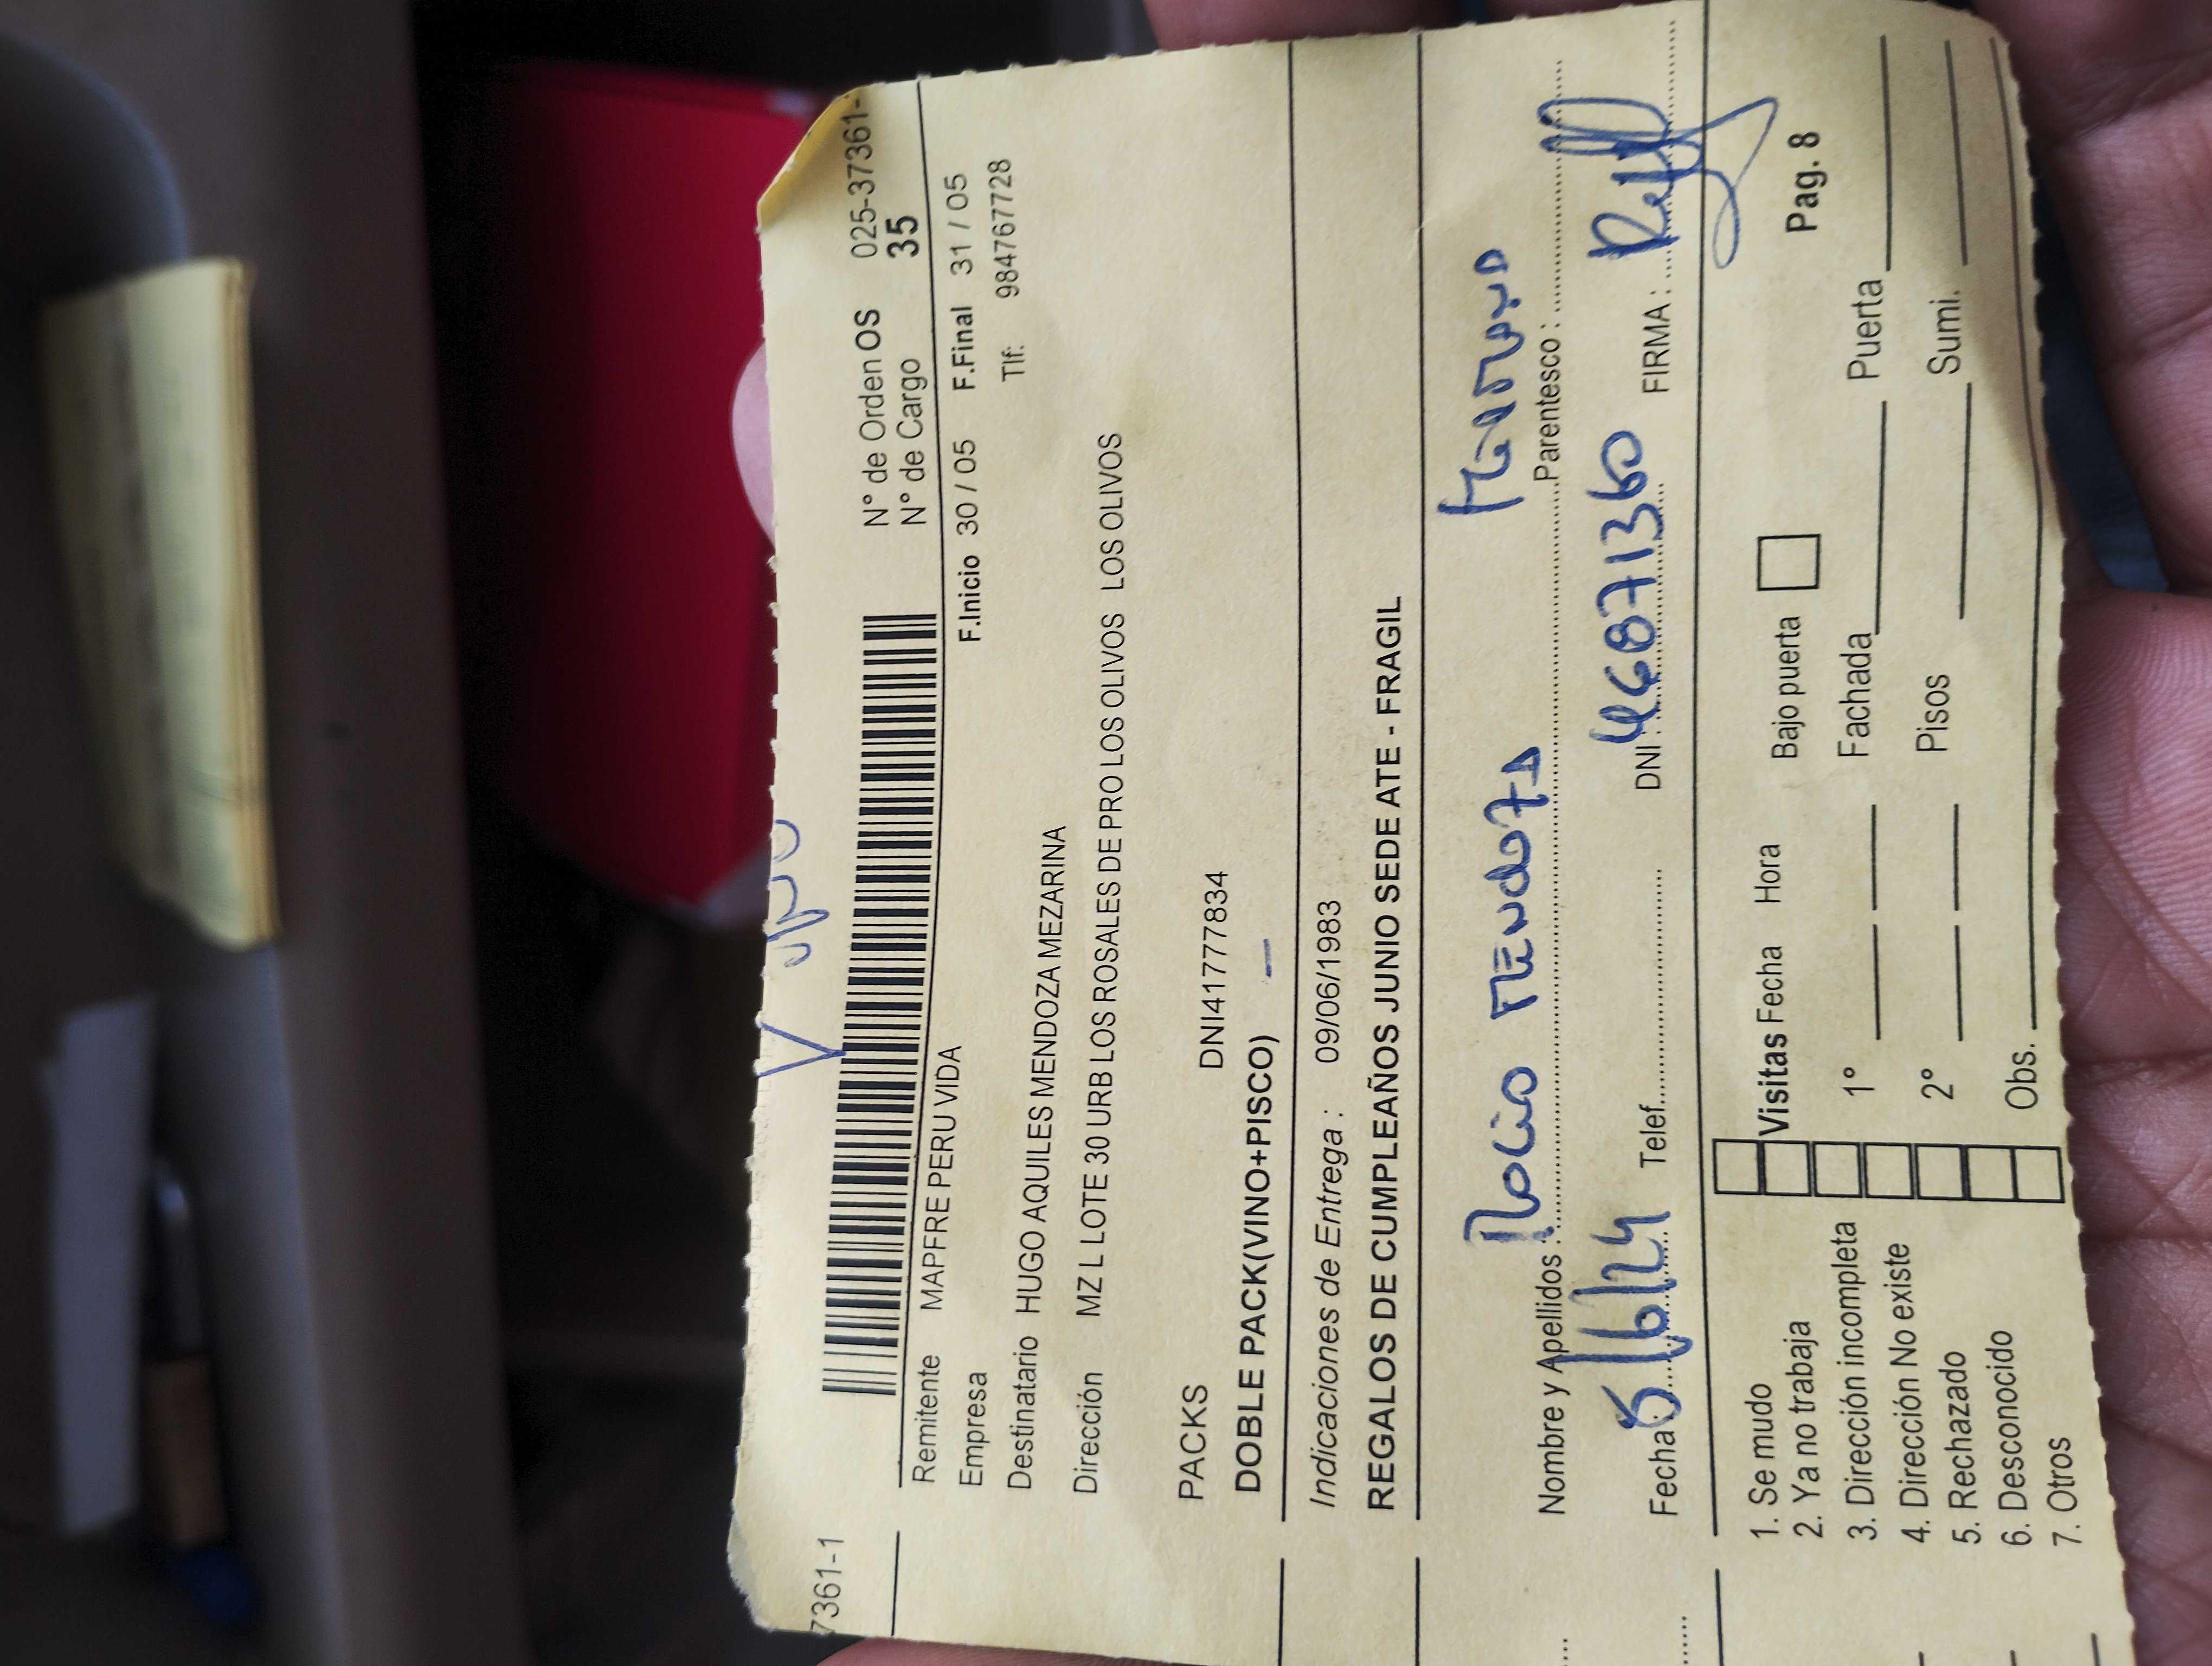 7361-1
N° de Orden OS 025-37361-
N° de Cargo 35
Remitente MAPFRE PERU VIDA
Empresa F.Inicio 30 / 05 F.Final 31 / 05
Destinatario HUGO AQUILES MENDOZA MEZARINA Tlf: 984767728
Dirección MZ L LOTE 30 URB LOS ROSALES DE PRO LOS OLIVOS LOS OLIVOS
PACKS DNI41777834
DOBLE PACK(VINO+PISCO)
Indicaciones de Entrega : 09/06/1983
REGALOS DE CUMPLEAÑOS JUNIO SEDE ATE - FRAGIL
Nombre y Apellidos : Rocio MENdozA Parentesco : HERMANA
Fecha 5/6/24 Telef. DNI : 46871360 FIRMA :
1. Se mudo Visitas Fecha Hora Bajo puerta Pag. 8
2. Ya no trabaja
3. Dirección incompleta 1° Fachada Puerta
4. Dirección No existe
5. Rechazado 2° Pisos Sumi.
6. Desconocido
7. Otros Obs.